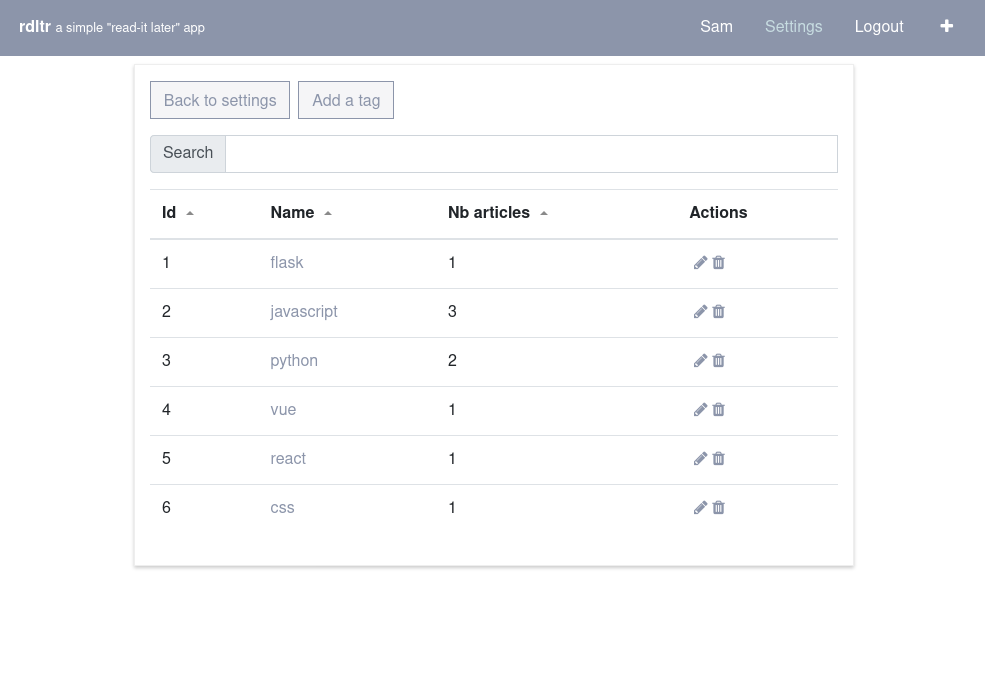 rdltr a simple "read-it later" app Sam Settings Logout
Back to settings Add a tag
Search
Id Name Nb articles Actions
1 flask 1
2 javascript 3
3 python 2
4 vue 1
5 react 1
6 css 1